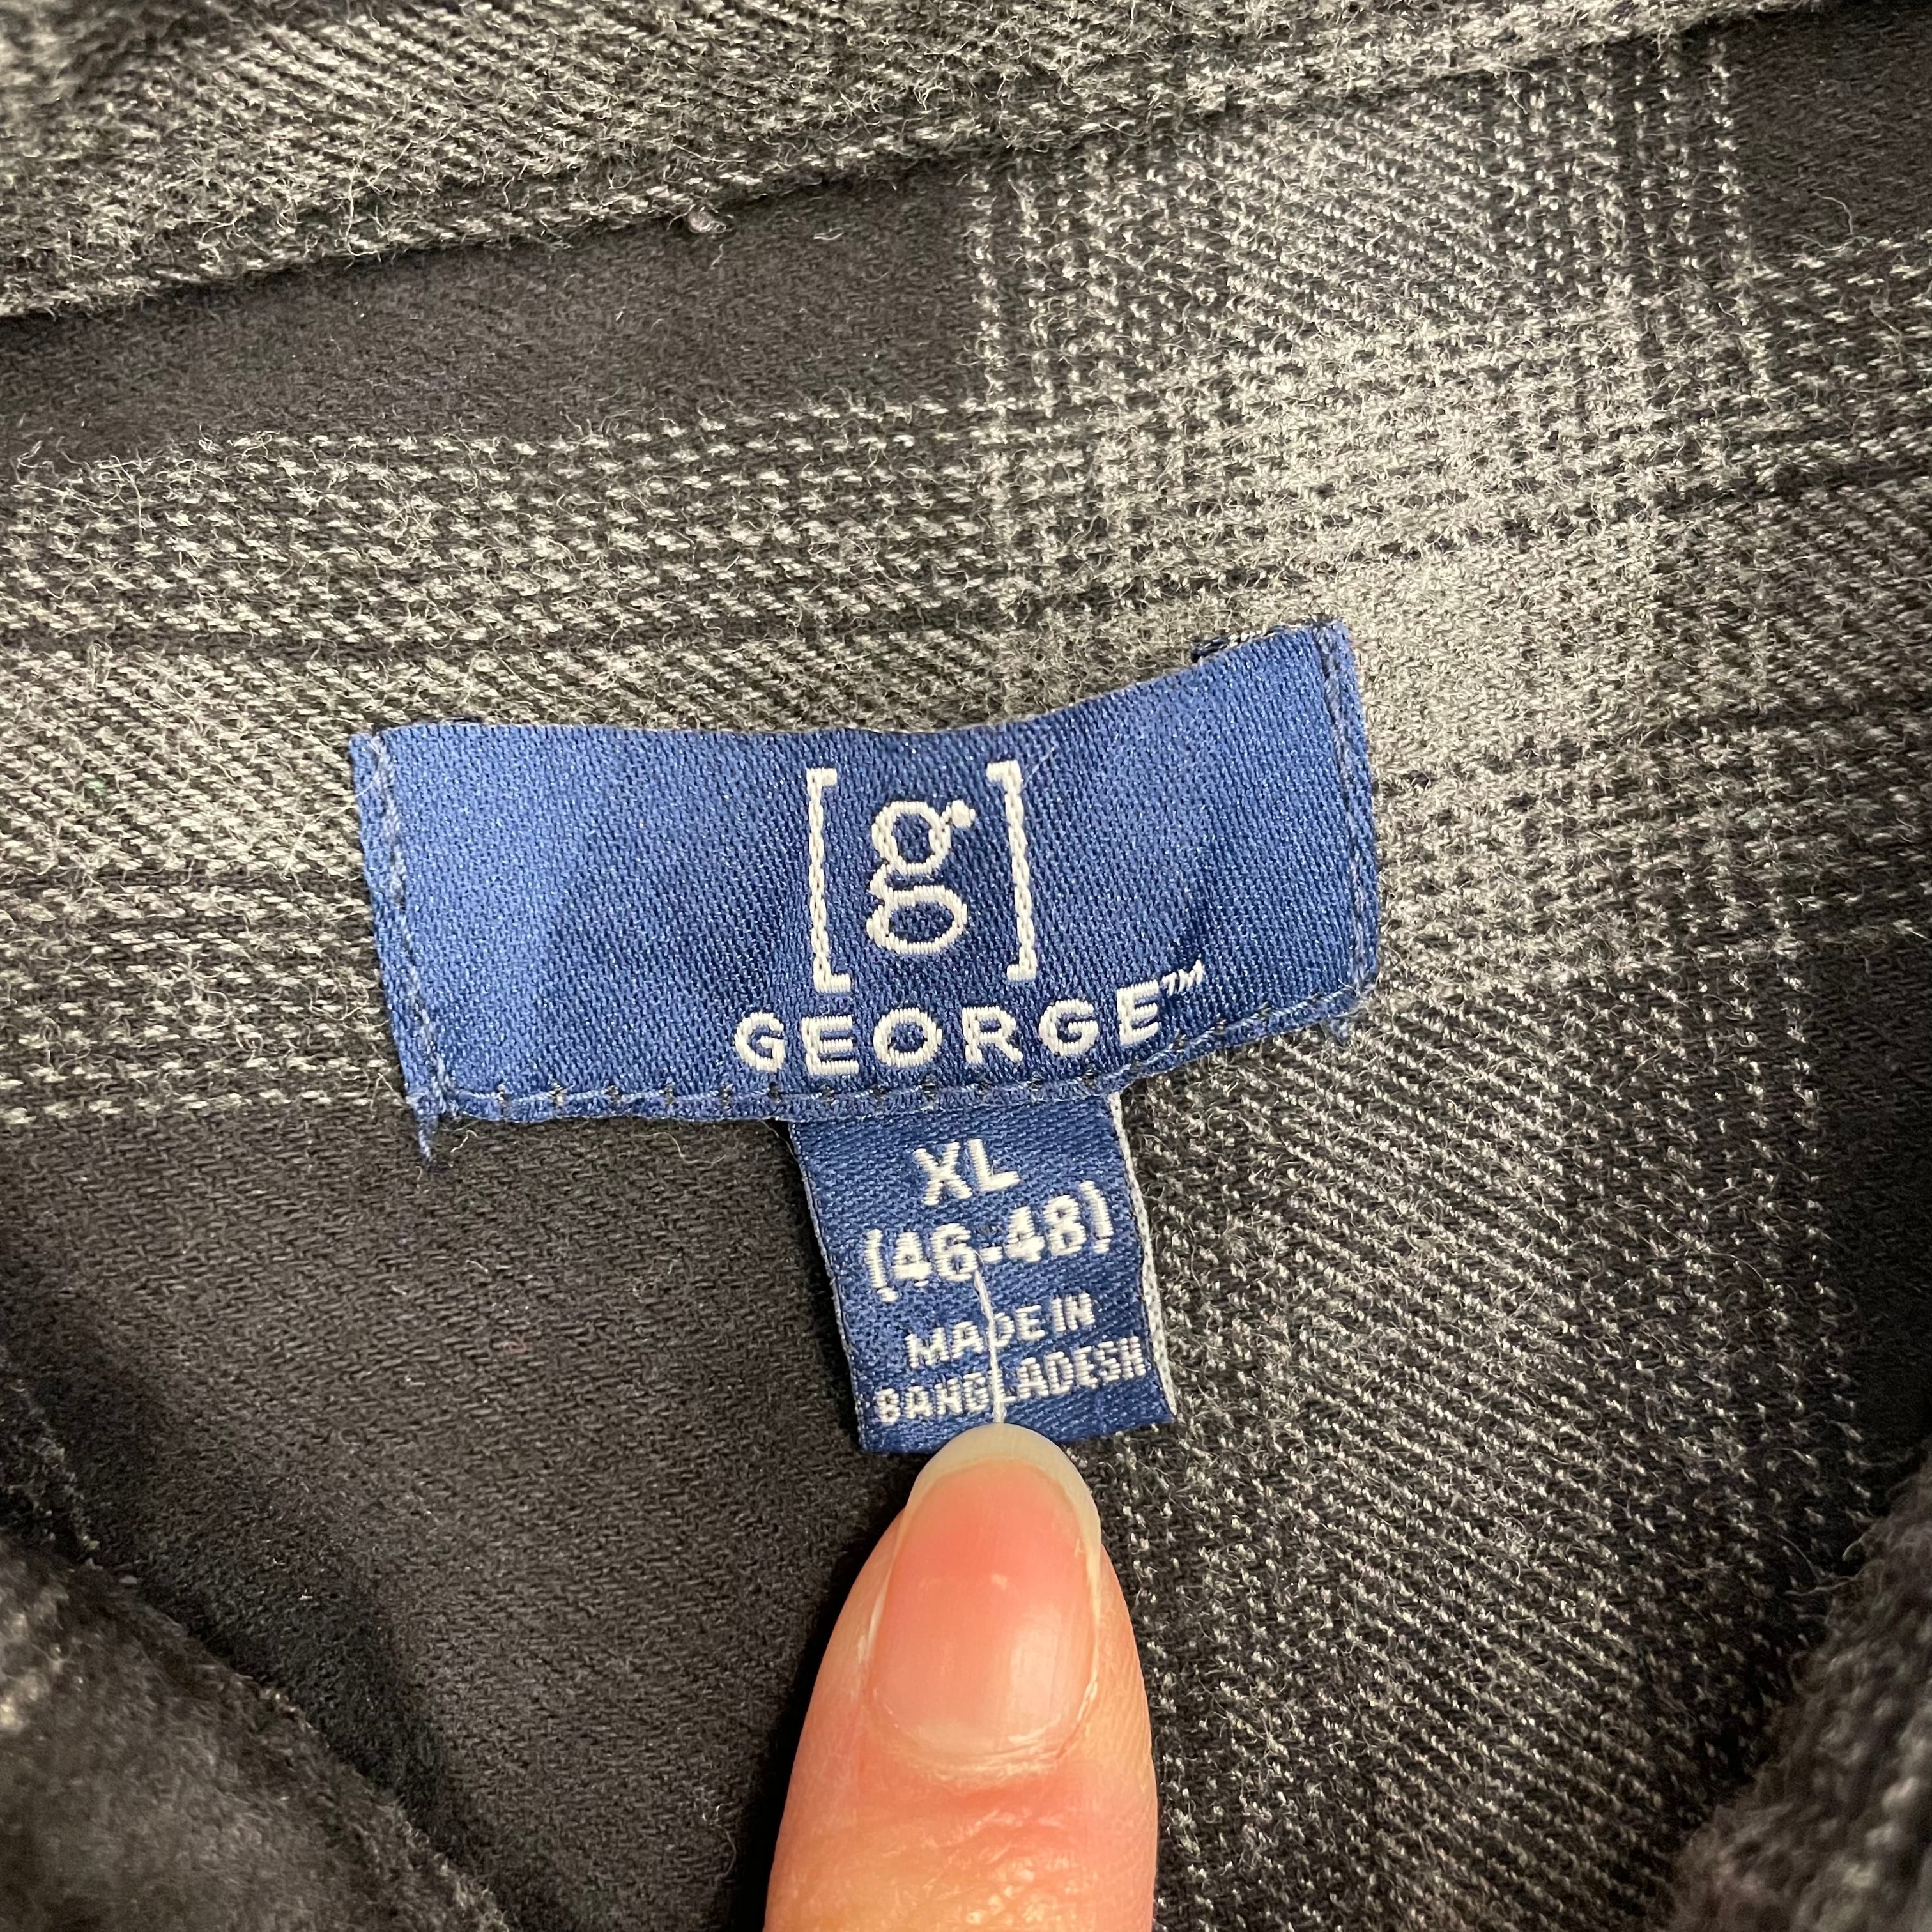 [g]
GEORGE™
XL
(46-48)
MADE IN
BANGLADESH